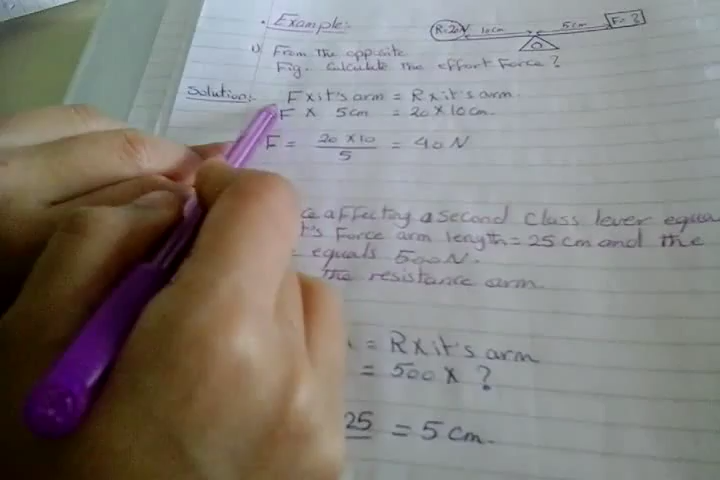 • Example:-
R=20N 10cm 5cm F=?
1) From the opposite
Fig. Calculate the effort force?
Solution:- F x it's arm = R x it's arm.
F x 5cm = 20 x 10 cm.
F = 20 x 10 / 5 = 40 N
ce affecting a second class lever equa
t's Force arm length = 25 cm and the
equals 500N.
the resistance arm.
= R x it's arm
= 500 x ?
25 = 5 cm.